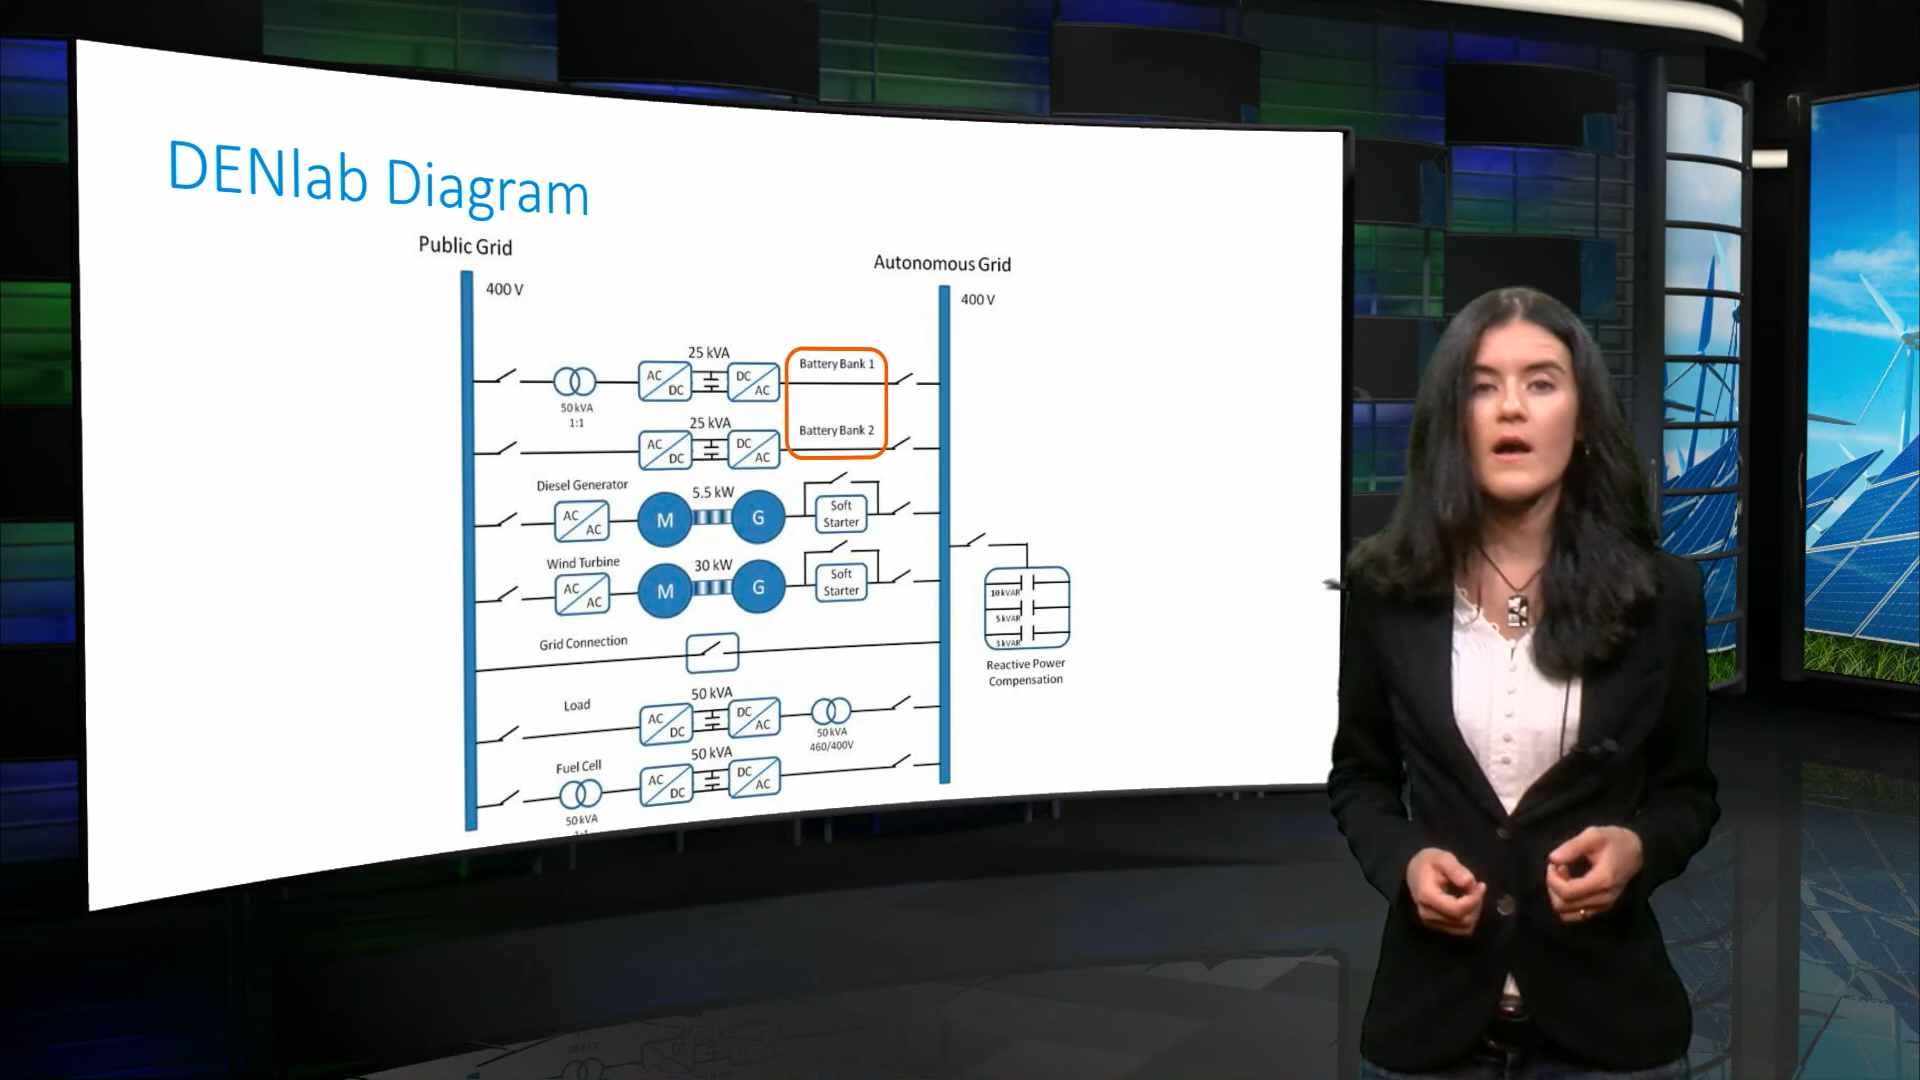 DENlab Diagram
Public Grid
Autonomous Grid
400 V
400 V
25 kVA
Battery Bank 1
AC
DC
DC
AC
50 kVA
1:1
25 kVA
Battery Bank 2
AC
DC
DC
AC
Diesel Generator
5.5 kW
AC
AC
M
G
Soft
Starter
Wind Turbine
30 kW
AC
AC
M
G
Soft
Starter
10 kVAR
5 kVAR
3 kVAR
Reactive Power
Compensation
Grid Connection
Load
50 kVA
AC
DC
DC
AC
50 kVA
460/400V
Fuel Cell
50 kVA
AC
DC
DC
AC
50 kVA